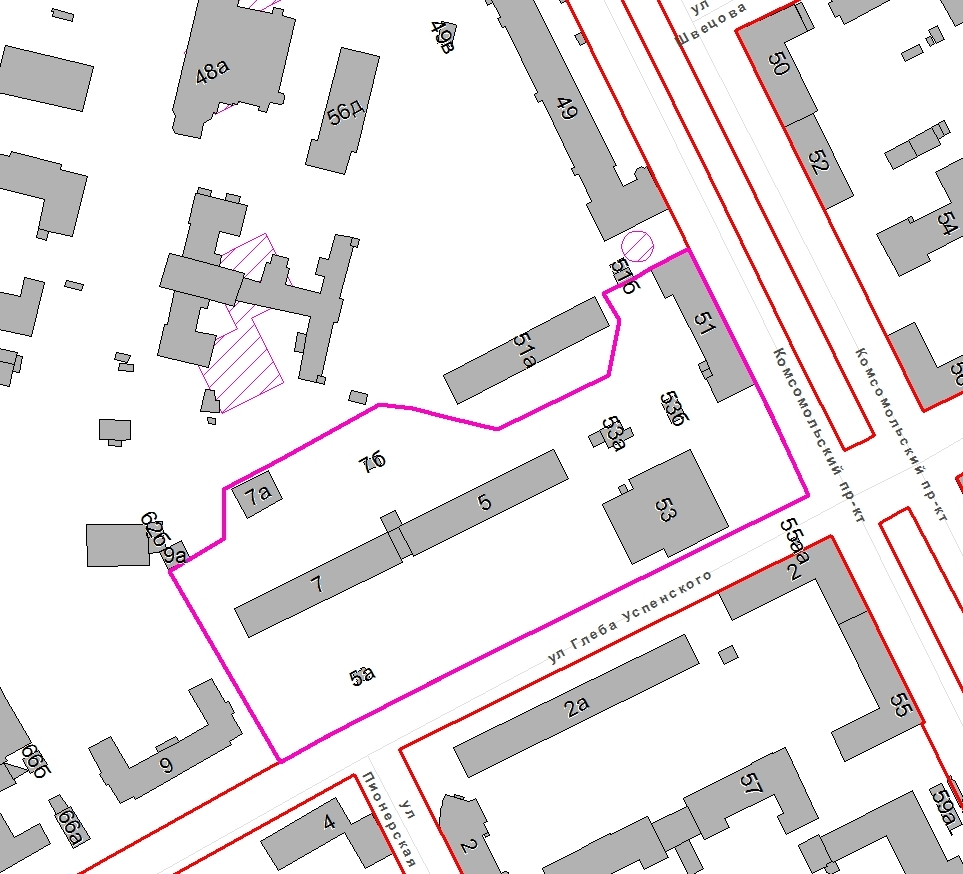 ул
Швецова
49в
48а
56д
49
50
52
54
51б
51
51а
53б
53а
7б
7а
5
53
62б
9а
7
5а
Комсомольский пр-кт
Комсомольский пр-кт
55аа
2
ул Глеба Успенского
2а
55
9
66б
66а
4
ул
Пионерская
2
57
59а